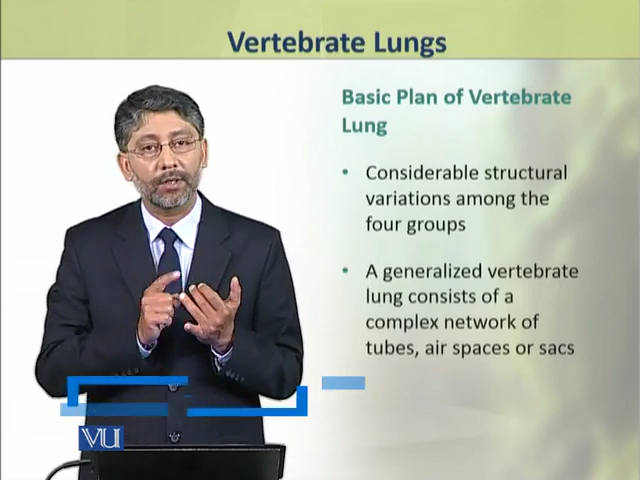 Vertebrate Lungs
Basic Plan of Vertebrate
Lung
• Considerable structural
variations among the
four groups
• A generalized vertebrate
lung consists of a
complex network of
tubes, air spaces or sacs
VU